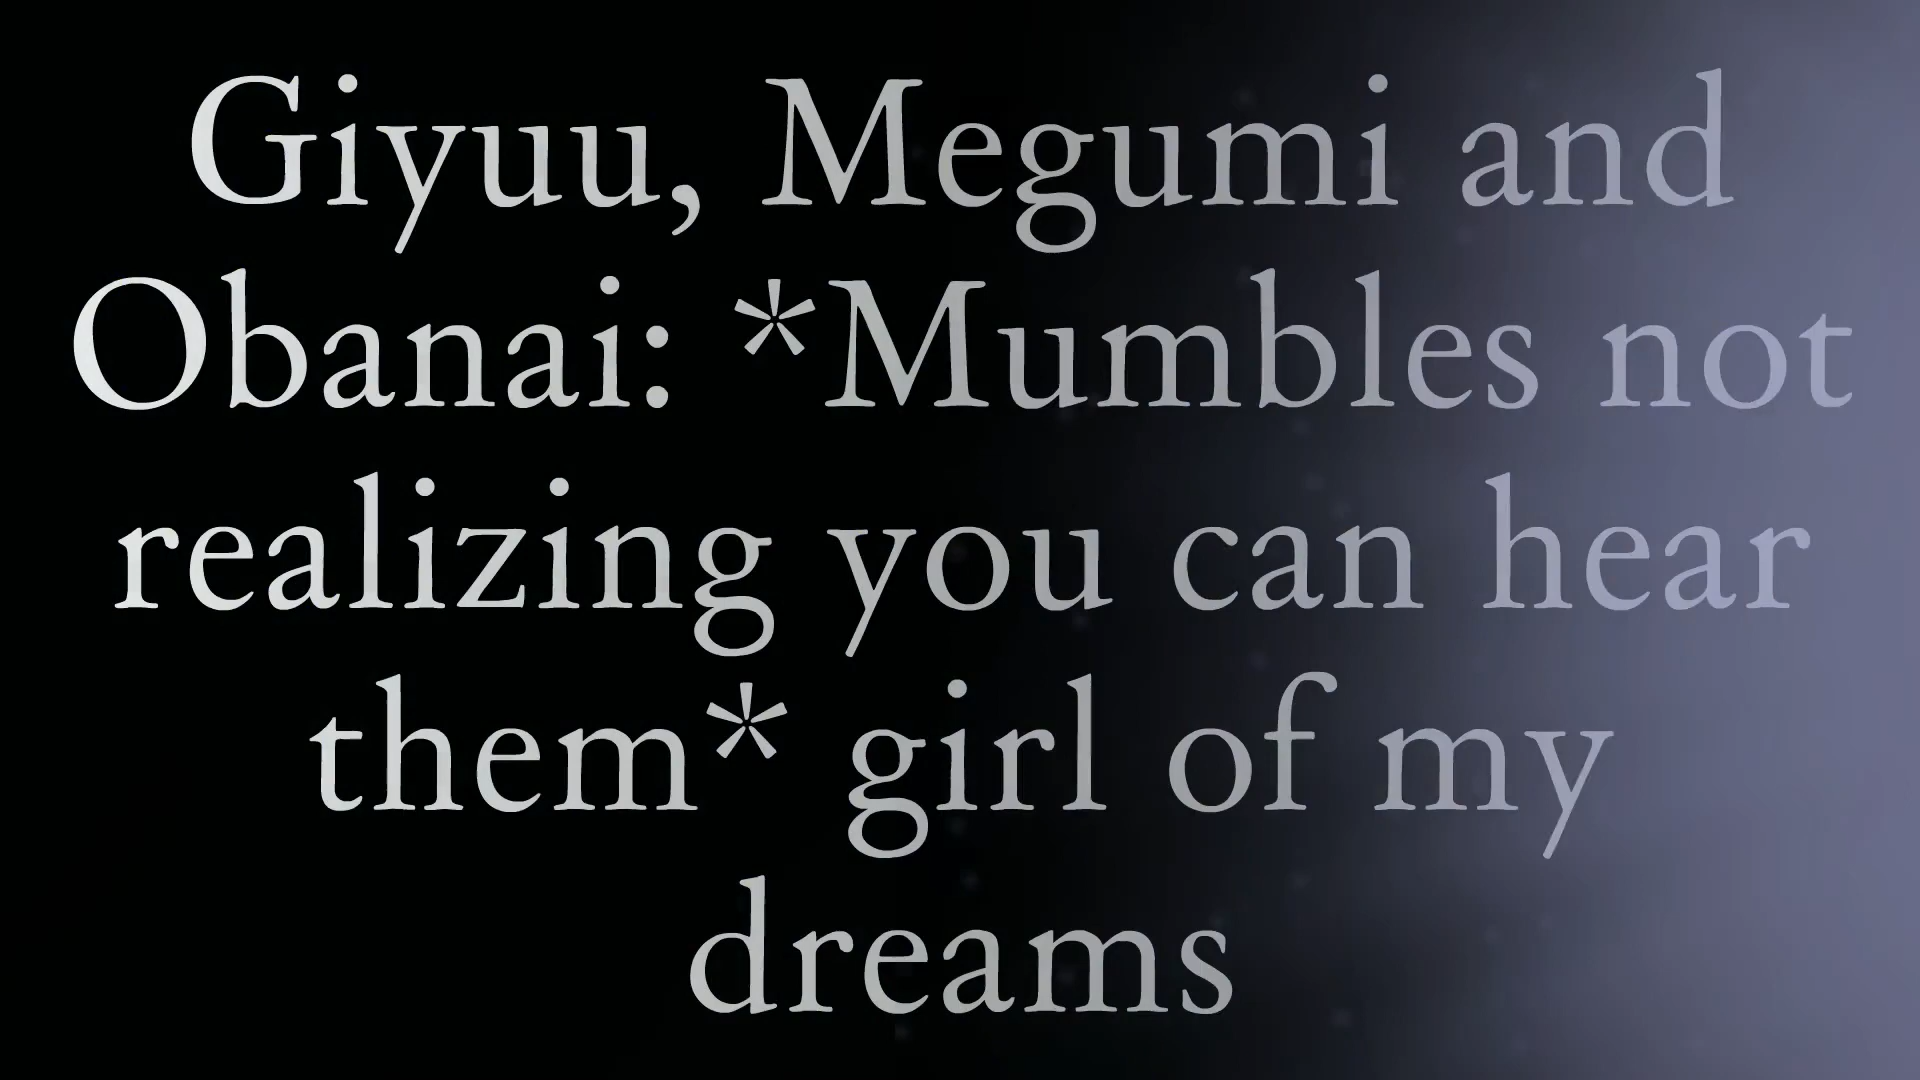 Giyuu, Megumi and
Obanai: *Mumbles not
realizing you can hear
them* girl of my
dreams